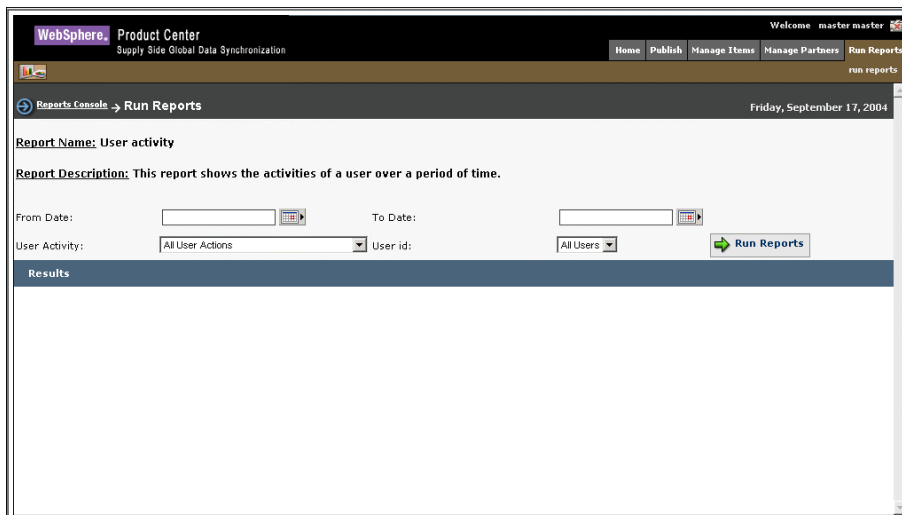 Welcome master master
WebSphere. Product Center
Supply Side Global Data Synchronization
Home Publish Manage Items Manage Partners Run Reports
run reports
Reports Console → Run Reports
Friday, September 17, 2004
Report Name: User activity
Report Description: This report shows the activities of a user over a period of time.
From Date: To Date:
User Activity: All User Actions User id: All Users Run Reports
Results